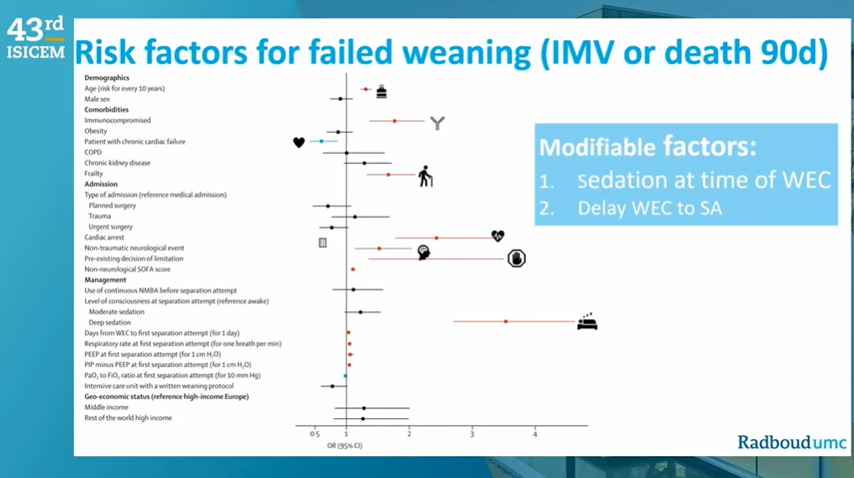 43rd
ISICEM
Risk factors for failed weaning (IMV or death 90d)
Demographics
Age (risk for every 10 years)
Male sex
Comorbidities
Immunocompromised
Obesity
Patient with chronic cardiac failure
COPD
Chronic kidney disease
Frailty
Admission
Type of admission (reference medical admission)
Planned surgery
Trauma
Urgent surgery
Cardiac arrest
Non-traumatic neurological event
Pre-existing decision of limitation
Non-neurological SOFA score
Management
Use of continuous NMBA before separation attempt
Level of consciousness at separation attempt (reference awake)
Moderate sedation
Deep sedation
Days from WEC to first separation attempt (for 1 day)
Respiratory rate at first separation attempt (for one breath per min)
PEEP at first separation attempt (for 1 cm H₂O)
PIP minus PEEP at first separation attempt (for 1 cm H₂O)
PaO₂ to FiO₂ ratio at first separation attempt (for 10 mm Hg)
Intensive care unit with a written weaning protocol
Geo-economic status (reference high-income Europe)
Middle income
Rest of the world high income
0·5 1 2 3 4
OR (95% CI)
Modifiable factors:
1. Sedation at time of WEC
2. Delay WEC to SA
Radboudumc